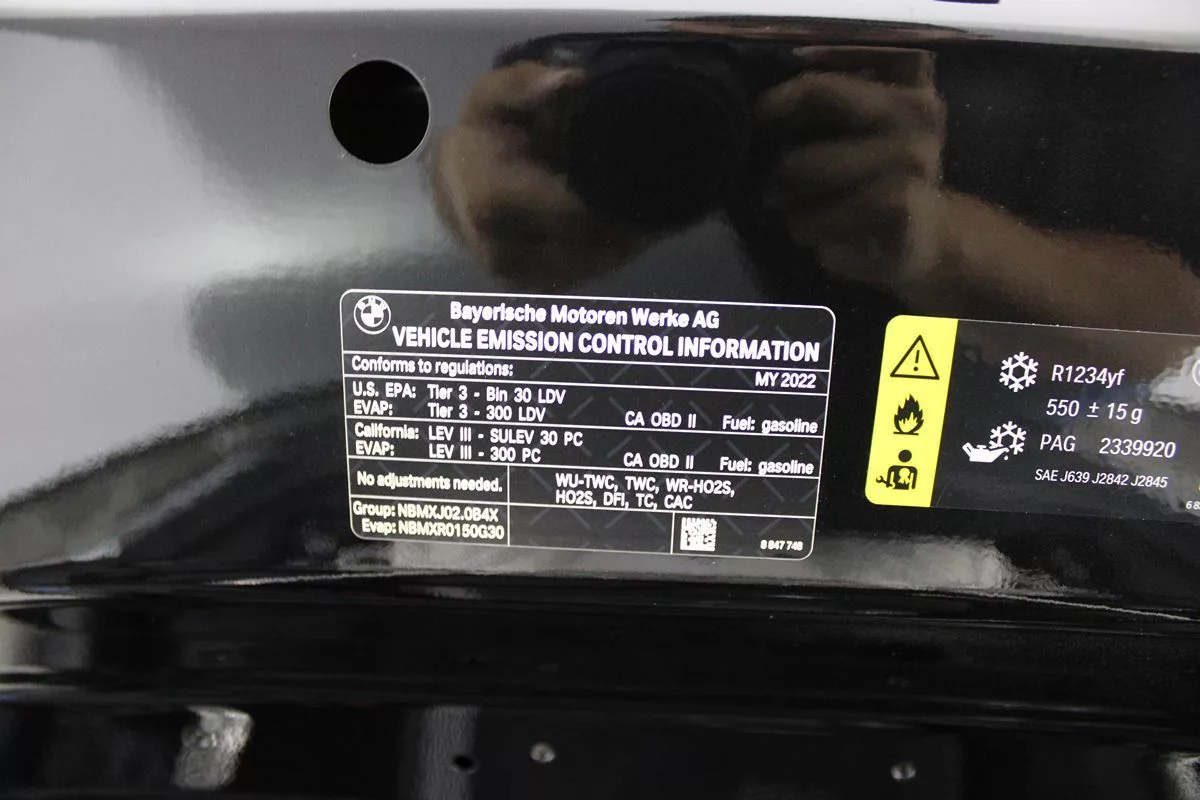 Bayerische Motoren Werke AG
VEHICLE EMISSION CONTROL INFORMATION
Conforms to regulations: MY 2022
U.S. EPA: Tier 3 - Bin 30 LDV
EVAP: Tier 3 - 300 LDV CA OBD II Fuel: gasoline
California: LEV III - SULEV 30 PC
EVAP: LEV III - 300 PC CA OBD II Fuel: gasoline
No adjustments needed.
WU-TWC, TWC, WR-HO2S,
HO2S, DFI, TC, CAC
Group: NBMXJ02.0B4X
Evap: NBMXR0150G30
8 847 748
R1234yf
550 ± 15 g
PAG 2339920
SAE J639 J2842 J2845